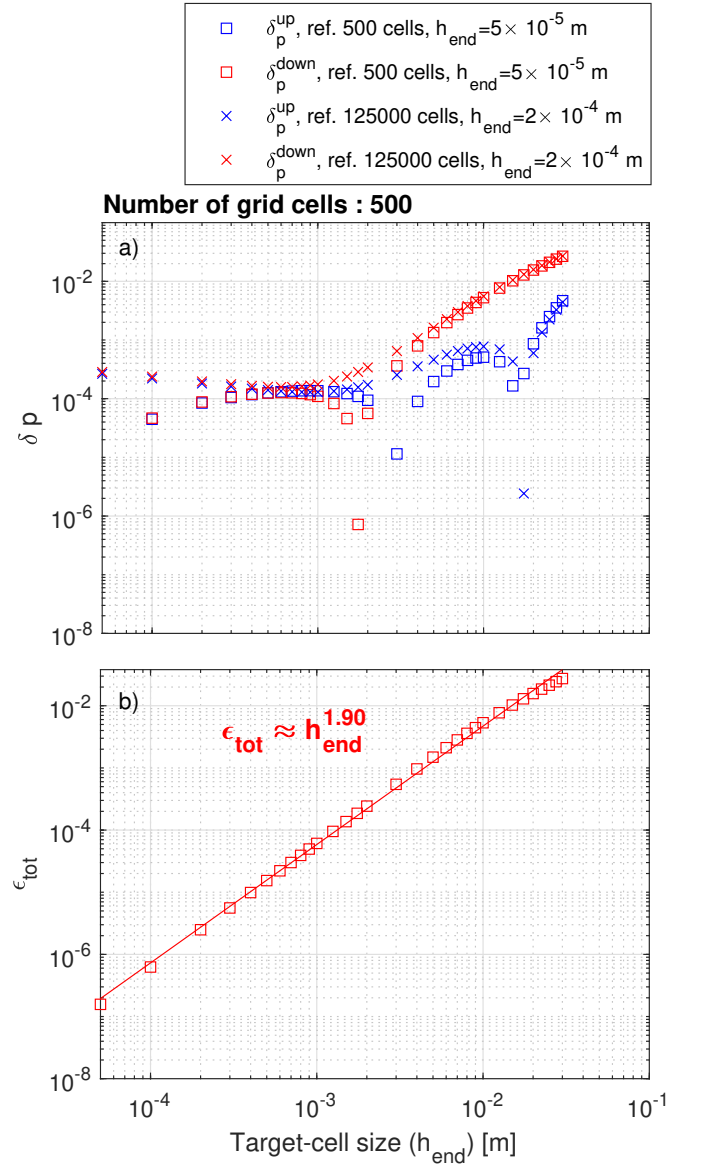 δ_p^up, ref. 500 cells, h_end=5× 10^-5 m
δ_p^down, ref. 500 cells, h_end=5× 10^-5 m
δ_p^up, ref. 125000 cells, h_end=2× 10^-4 m
δ_p^down, ref. 125000 cells, h_end=2× 10^-4 m
Number of grid cells : 500
a)
10^-2
10^-4
10^-6
10^-8
δ p
b)
ϵ_tot ≈ h_end^1.90
10^-2
10^-4
10^-6
10^-8
ϵ_tot
10^-4
10^-3
10^-2
10^-1
Target-cell size (h_end) [m]